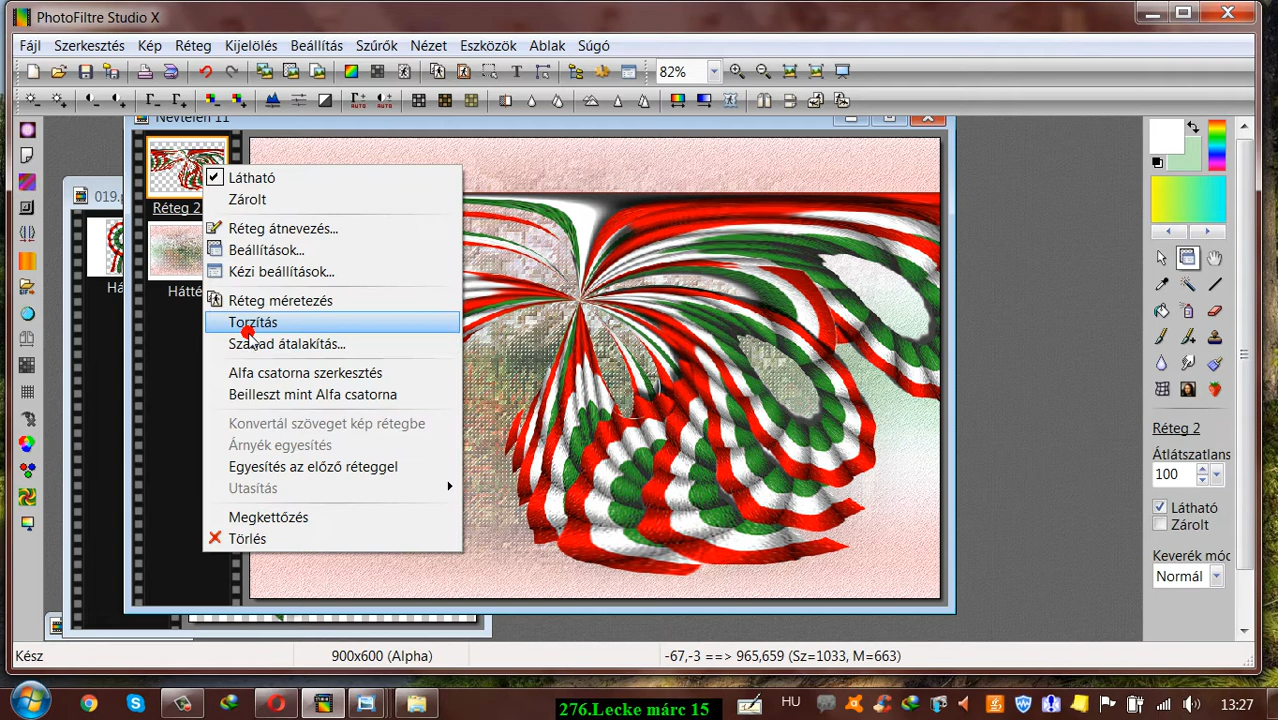 PhotoFiltre Studio X
Fájl Szerkesztés Kép Réteg Kijelölés Beállítás Szűrők Nézet Eszközök Ablak Súgó
82%
AUTO AUTO
Névtelen 11
019.
Réteg 2
Látható
Zárolt
Réteg átnevezés...
Beállítások...
Kézi beállítások...
Réteg méretezés
Torzítás
átalakítás...
Alfa csatorna szerkesztés
Beilleszt mint Alfa csatorna
Konvertál szöveget kép rétegbe
Árnyék egyesítés
Egyesítés az előző réteggel
Utasítás
Megkettőzés
Törlés
Réteg 2
Átlátszatlans
100
Látható
Zárolt
Keverék móc
Normál
Kész 900x600 (Alpha) -67,-3 ==> 965,659 (Sz=1033, M=663)
276.Lecke márc 15
HU
13:27